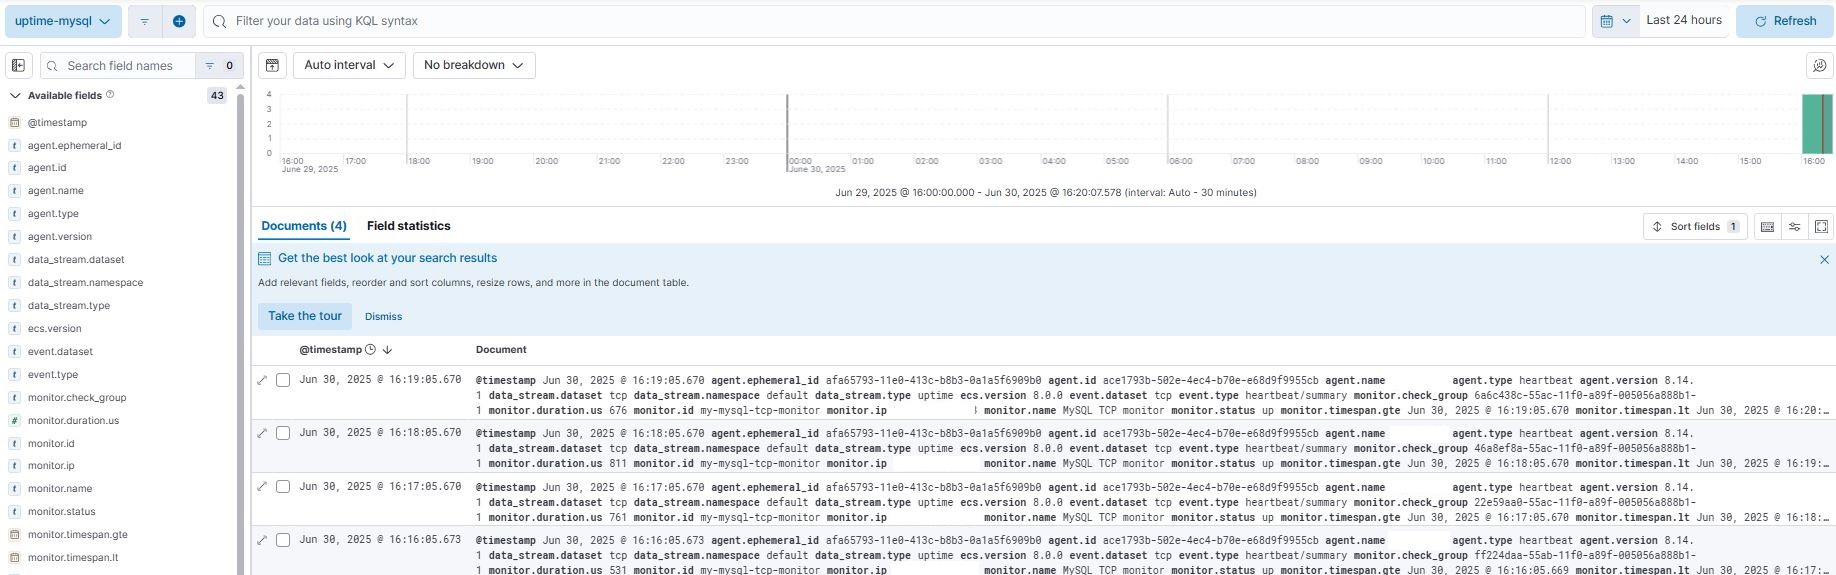 uptime-mysql
Filter your data using KQL syntax
Last 24 hours
Refresh
Search field names
0
Auto interval
No breakdown
Available fields
43
@timestamp
agent.ephemeral_id
agent.id
agent.name
agent.type
agent.version
data_stream.dataset
data_stream.namespace
data_stream.type
ecs.version
event.dataset
event.type
monitor.check_group
monitor.duration.us
monitor.id
monitor.ip
monitor.name
monitor.status
monitor.timespan.gte
monitor.timespan.lt
4
3
2
1
0
16:00 17:00 18:00 19:00 20:00 21:00 22:00 23:00 00:00 01:00 02:00 03:00 04:00 05:00 06:00 07:00 08:00 09:00 10:00 11:00 12:00 13:00 14:00 15:00 16:00
June 29, 2025 June 30, 2025
Jun 29, 2025 @ 16:00:00.000 - Jun 30, 2025 @ 16:20:07.578 (interval: Auto - 30 minutes)
Documents (4) Field statistics
Sort fields 1
Get the best look at your search results
Add relevant fields, reorder and sort columns, resize rows, and more in the document table.
Take the tour Dismiss
@timestamp Document
Jun 30, 2025 @ 16:19:05.670 @timestamp Jun 30, 2025 @ 16:19:05.670 agent.ephemeral_id afa65793-11e0-413c-b8b3-0a1a5f6909b0 agent.id ace1793b-502e-4ec4-b70e-e68d9f9955cb agent.name agent.type heartbeat agent.version 8.14.
1 data_stream.dataset tcp data_stream.namespace default data_stream.type uptime ecs.version 8.0.0 event.dataset tcp event.type heartbeat/summary monitor.check_group 6a6c438c-55ac-11f0-a89f-005056a888b1-
1 monitor.duration.us 676 monitor.id my-mysql-tcp-monitor monitor.ip monitor.name MySQL TCP monitor monitor.status up monitor.timespan.gte Jun 30, 2025 @ 16:19:05.670 monitor.timespan.lt Jun 30, 2025 @ 16:20:…
Jun 30, 2025 @ 16:18:05.670 @timestamp Jun 30, 2025 @ 16:18:05.670 agent.ephemeral_id afa65793-11e0-413c-b8b3-0a1a5f6909b0 agent.id ace1793b-502e-4ec4-b70e-e68d9f9955cb agent.name agent.type heartbeat agent.version 8.14.
1 data_stream.dataset tcp data_stream.namespace default data_stream.type uptime ecs.version 8.0.0 event.dataset tcp event.type heartbeat/summary monitor.check_group 46a8ef8a-55ac-11f0-a89f-005056a888b1-
1 monitor.duration.us 811 monitor.id my-mysql-tcp-monitor monitor.ip monitor.name MySQL TCP monitor monitor.status up monitor.timespan.gte Jun 30, 2025 @ 16:18:05.670 monitor.timespan.lt Jun 30, 2025 @ 16:19:…
Jun 30, 2025 @ 16:17:05.670 @timestamp Jun 30, 2025 @ 16:17:05.670 agent.ephemeral_id afa65793-11e0-413c-b8b3-0a1a5f6909b0 agent.id ace1793b-502e-4ec4-b70e-e68d9f9955cb agent.name agent.type heartbeat agent.version 8.14.
1 data_stream.dataset tcp data_stream.namespace default data_stream.type uptime ecs.version 8.0.0 event.dataset tcp event.type heartbeat/summary monitor.check_group 22e59aa0-55ac-11f0-a89f-005056a888b1-
1 monitor.duration.us 761 monitor.id my-mysql-tcp-monitor monitor.ip monitor.name MySQL TCP monitor monitor.status up monitor.timespan.gte Jun 30, 2025 @ 16:17:05.670 monitor.timespan.lt Jun 30, 2025 @ 16:18:…
Jun 30, 2025 @ 16:16:05.673 @timestamp Jun 30, 2025 @ 16:16:05.673 agent.ephemeral_id afa65793-11e0-413c-b8b3-0a1a5f6909b0 agent.id ace1793b-502e-4ec4-b70e-e68d9f9955cb agent.name agent.type heartbeat agent.version 8.14.
1 data_stream.dataset tcp data_stream.namespace default data_stream.type uptime ecs.version 8.0.0 event.dataset tcp event.type heartbeat/summary monitor.check_group ff224daa-55ab-11f0-a89f-005056a888b1-
1 monitor.duration.us 531 monitor.id my-mysql-tcp-monitor monitor.ip monitor.name MySQL TCP monitor monitor.status up monitor.timespan.gte Jun 30, 2025 @ 16:16:05.669 monitor.timespan.lt Jun 30, 2025 @ 16:17:…